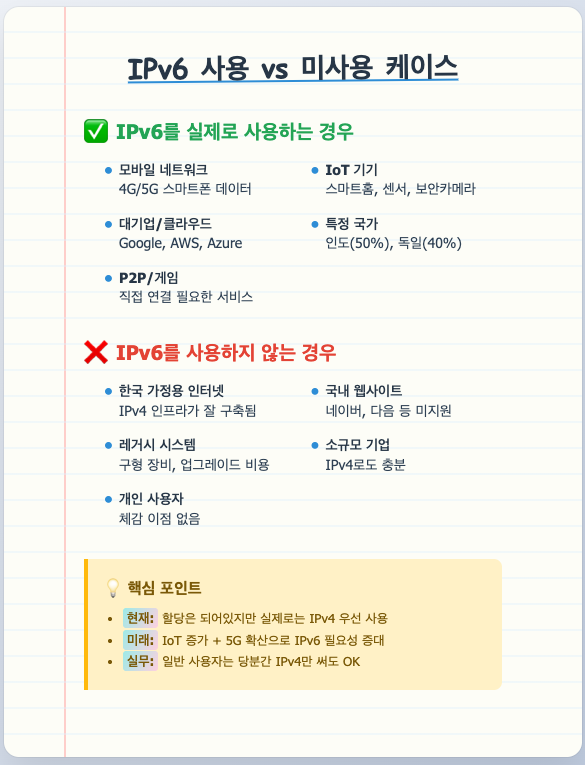 IPv6 사용 vs 미사용 케이스
✅ IPv6를 실제로 사용하는 경우
• 모바일 네트워크
4G/5G 스마트폰 데이터
• IoT 기기
스마트홈, 센서, 보안카메라
• 대기업/클라우드
Google, AWS, Azure
• 특정 국가
인도(50%), 독일(40%)
• P2P/게임
직접 연결 필요한 서비스
❌ IPv6를 사용하지 않는 경우
• 한국 가정용 인터넷
IPv4 인프라가 잘 구축됨
• 국내 웹사이트
네이버, 다음 등 미지원
• 레거시 시스템
구형 장비, 업그레이드 비용
• 소규모 기업
IPv4로도 충분
• 개인 사용자
체감 이점 없음
💡 핵심 포인트
• 현재: 할당은 되어있지만 실제로는 IPv4 우선 사용
• 미래: IoT 증가 + 5G 확산으로 IPv6 필요성 증대
• 실무: 일반 사용자는 당분간 IPv4만 써도 OK